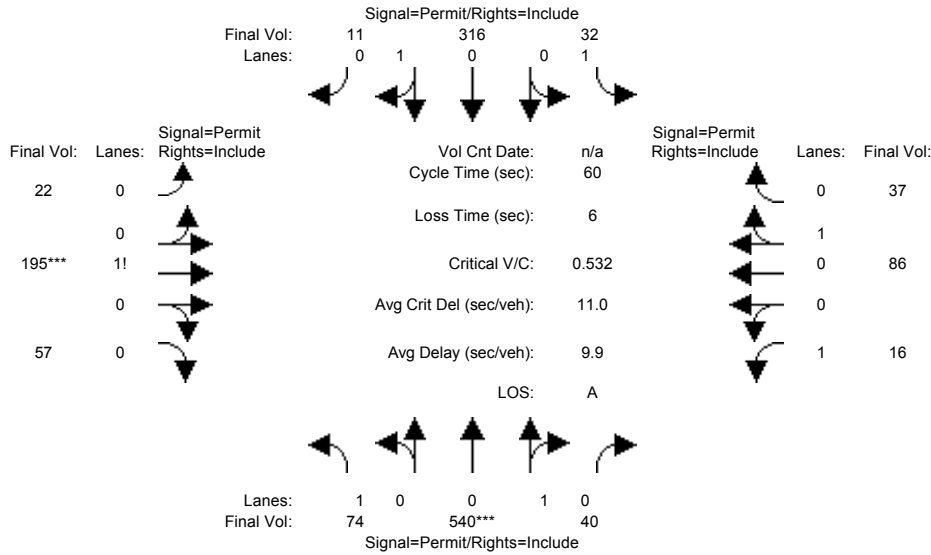 Signal=Permit/Rights=Include
Final Vol: 11 316 32
Lanes: 0 1 0 0 1
Signal=Permit
Final Vol: Lanes: Rights=Include
Vol Cnt Date: n/a
Signal=Permit
Rights=Include Lanes: Final Vol:
Cycle Time (sec): 60
22 0
0 37
Loss Time (sec): 6
0
1
195*** 1!
Critical V/C: 0.532
0 86
0
Avg Crit Del (sec/veh): 11.0
0
57 0
Avg Delay (sec/veh): 9.9
1 16
LOS: A
Lanes: 1 0 0 1 0
Final Vol: 74 540*** 40
Signal=Permit/Rights=Include